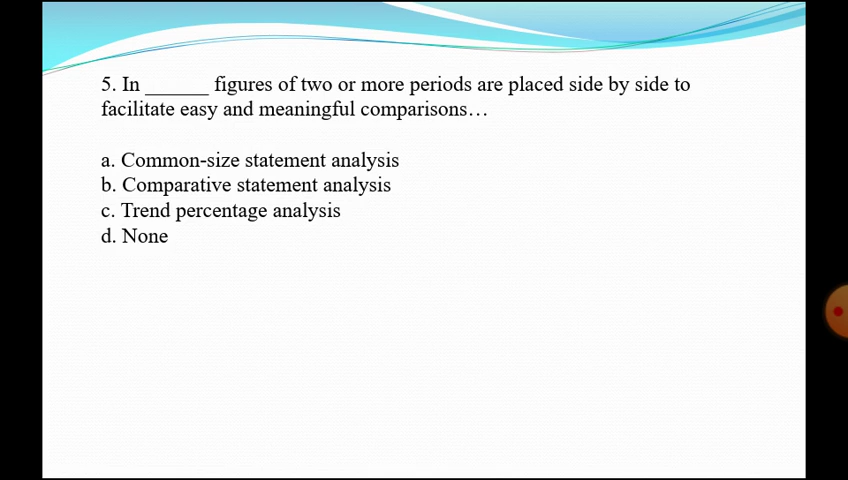 5. In ______ figures of two or more periods are placed side by side to
facilitate easy and meaningful comparisons…
a. Common-size statement analysis
b. Comparative statement analysis
c. Trend percentage analysis
d. None